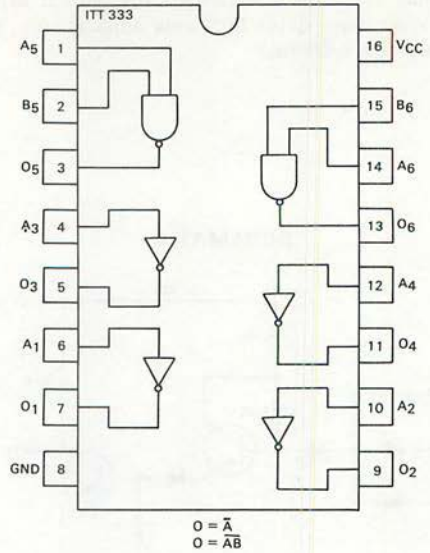 ITT 333
A5 1
16 VCC
B5 2
15 B6
O5 3
14 A6
A3 4
13 O6
O3 5
12 A4
A1 6
11 O4
O1 7
10 A2
GND 8
9 O2
O = A̅
O = A̅B̅